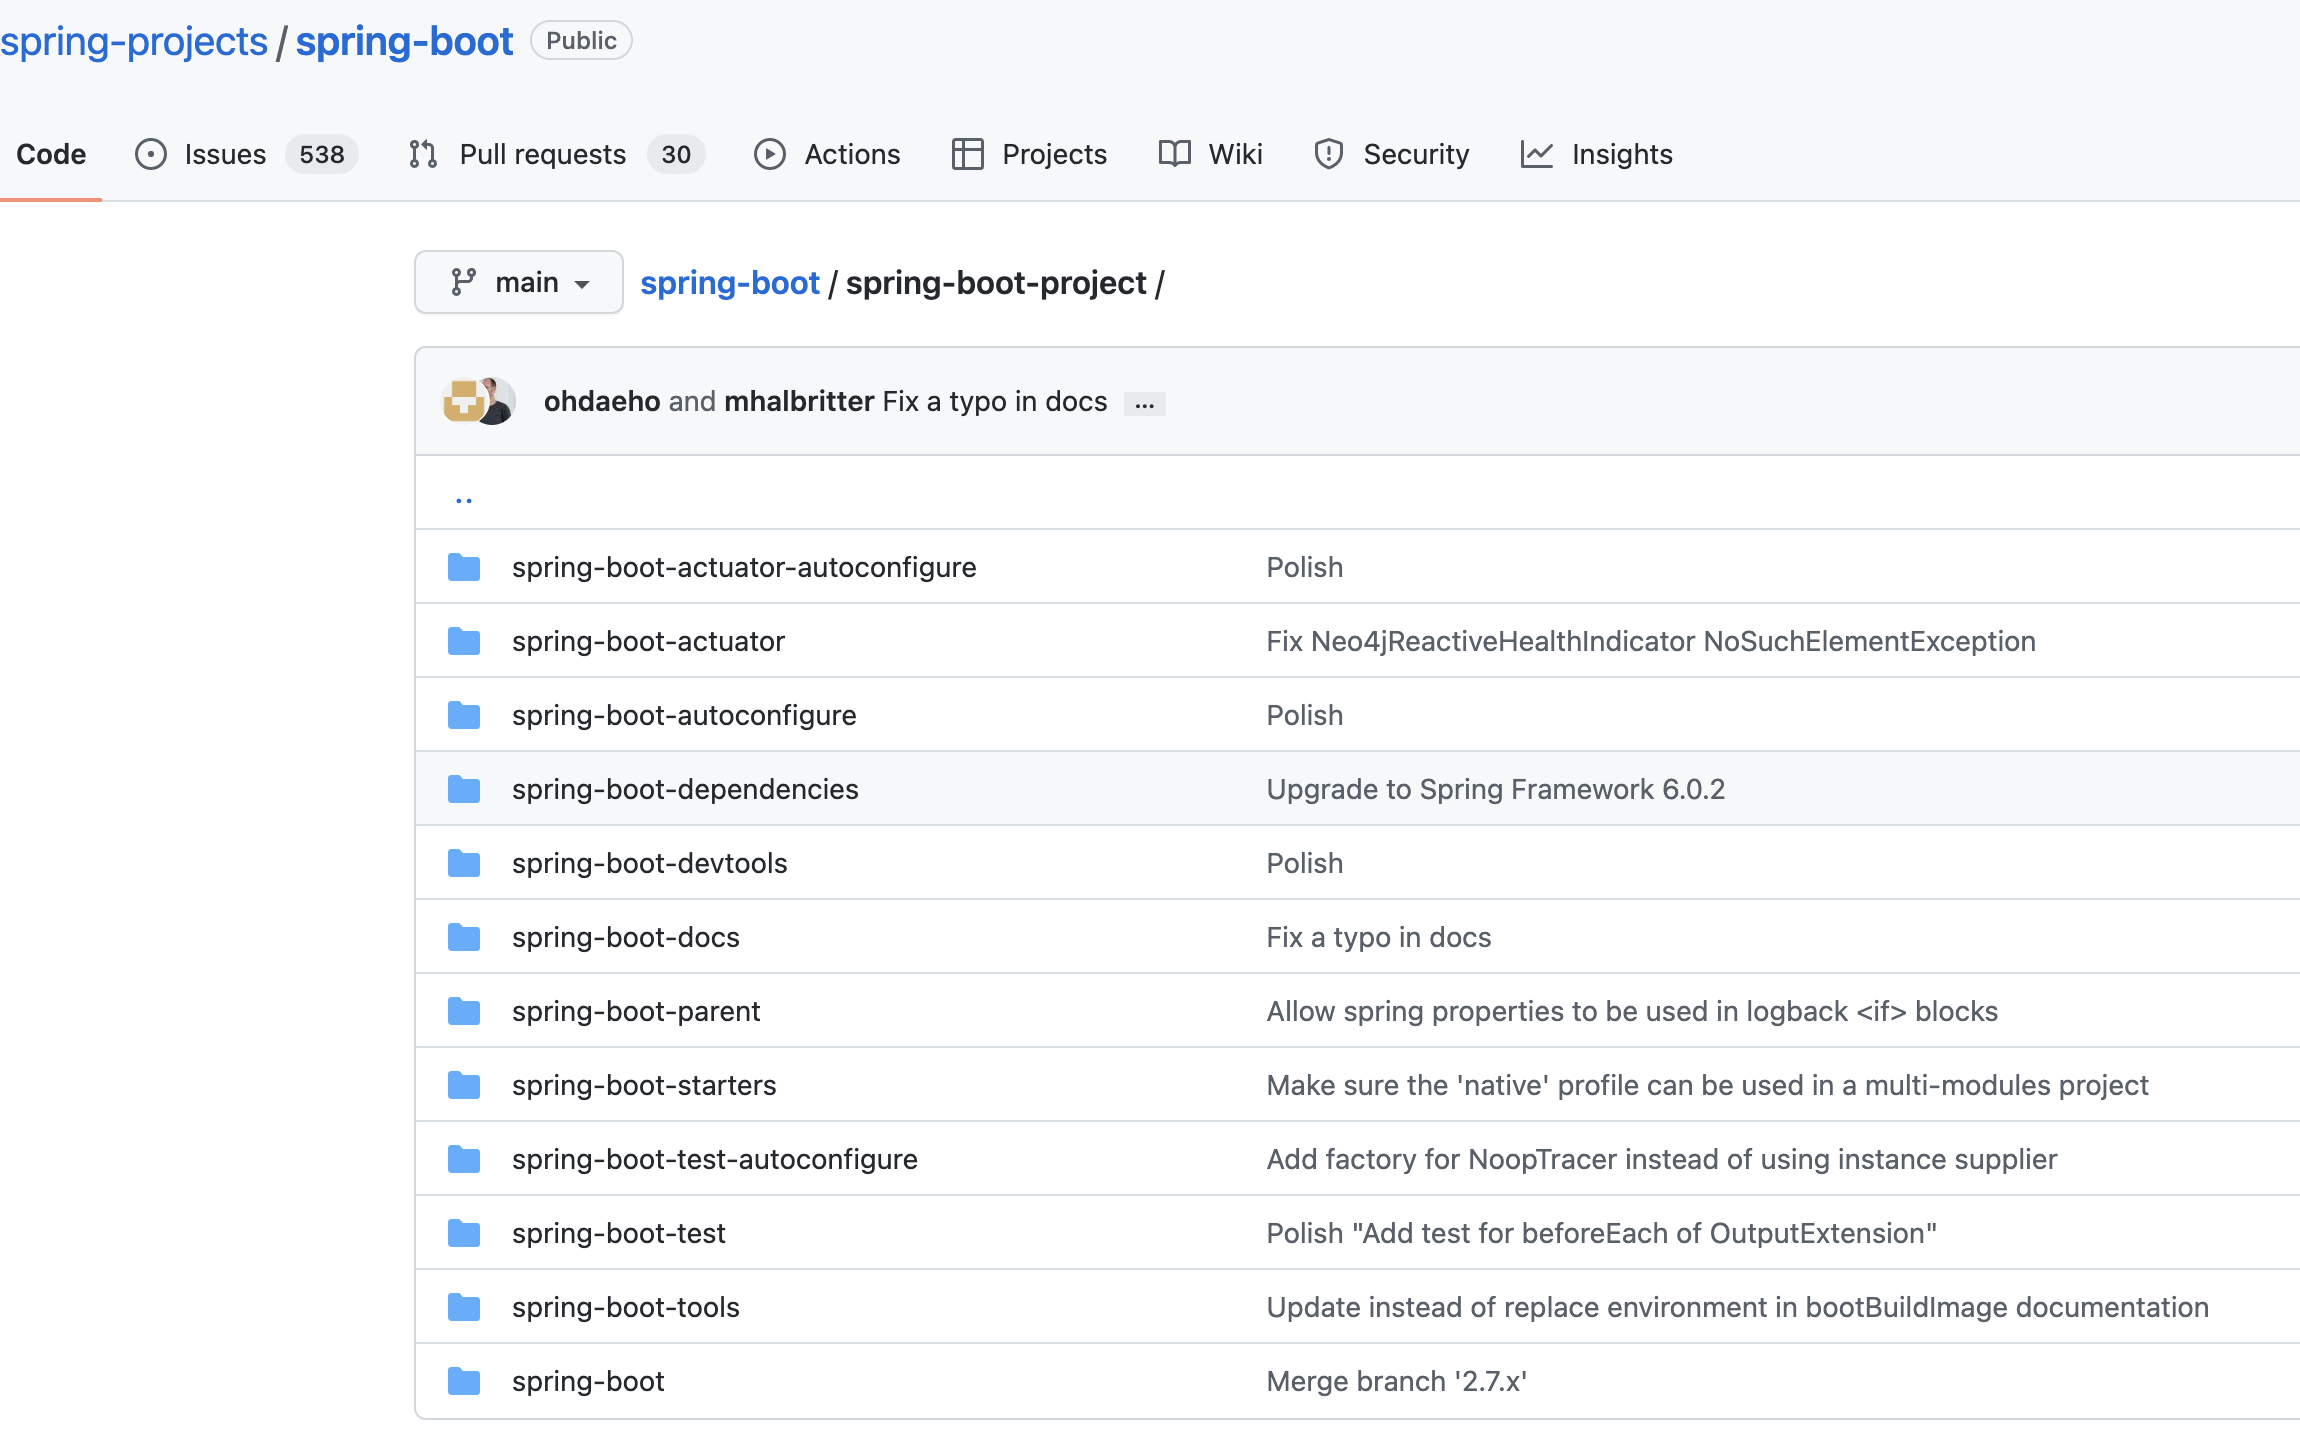 spring-projects / spring-boot Public
Code Issues 538 Pull requests 30 Actions Projects Wiki Security Insights
main spring-boot / spring-boot-project /
ohdaeho and mhalbritter Fix a typo in docs ...
..
spring-boot-actuator-autoconfigure Polish
spring-boot-actuator Fix Neo4jReactiveHealthIndicator NoSuchElementException
spring-boot-autoconfigure Polish
spring-boot-dependencies Upgrade to Spring Framework 6.0.2
spring-boot-devtools Polish
spring-boot-docs Fix a typo in docs
spring-boot-parent Allow spring properties to be used in logback <if> blocks
spring-boot-starters Make sure the 'native' profile can be used in a multi-modules project
spring-boot-test-autoconfigure Add factory for NoopTracer instead of using instance supplier
spring-boot-test Polish "Add test for beforeEach of OutputExtension"
spring-boot-tools Update instead of replace environment in bootBuildImage documentation
spring-boot Merge branch '2.7.x'